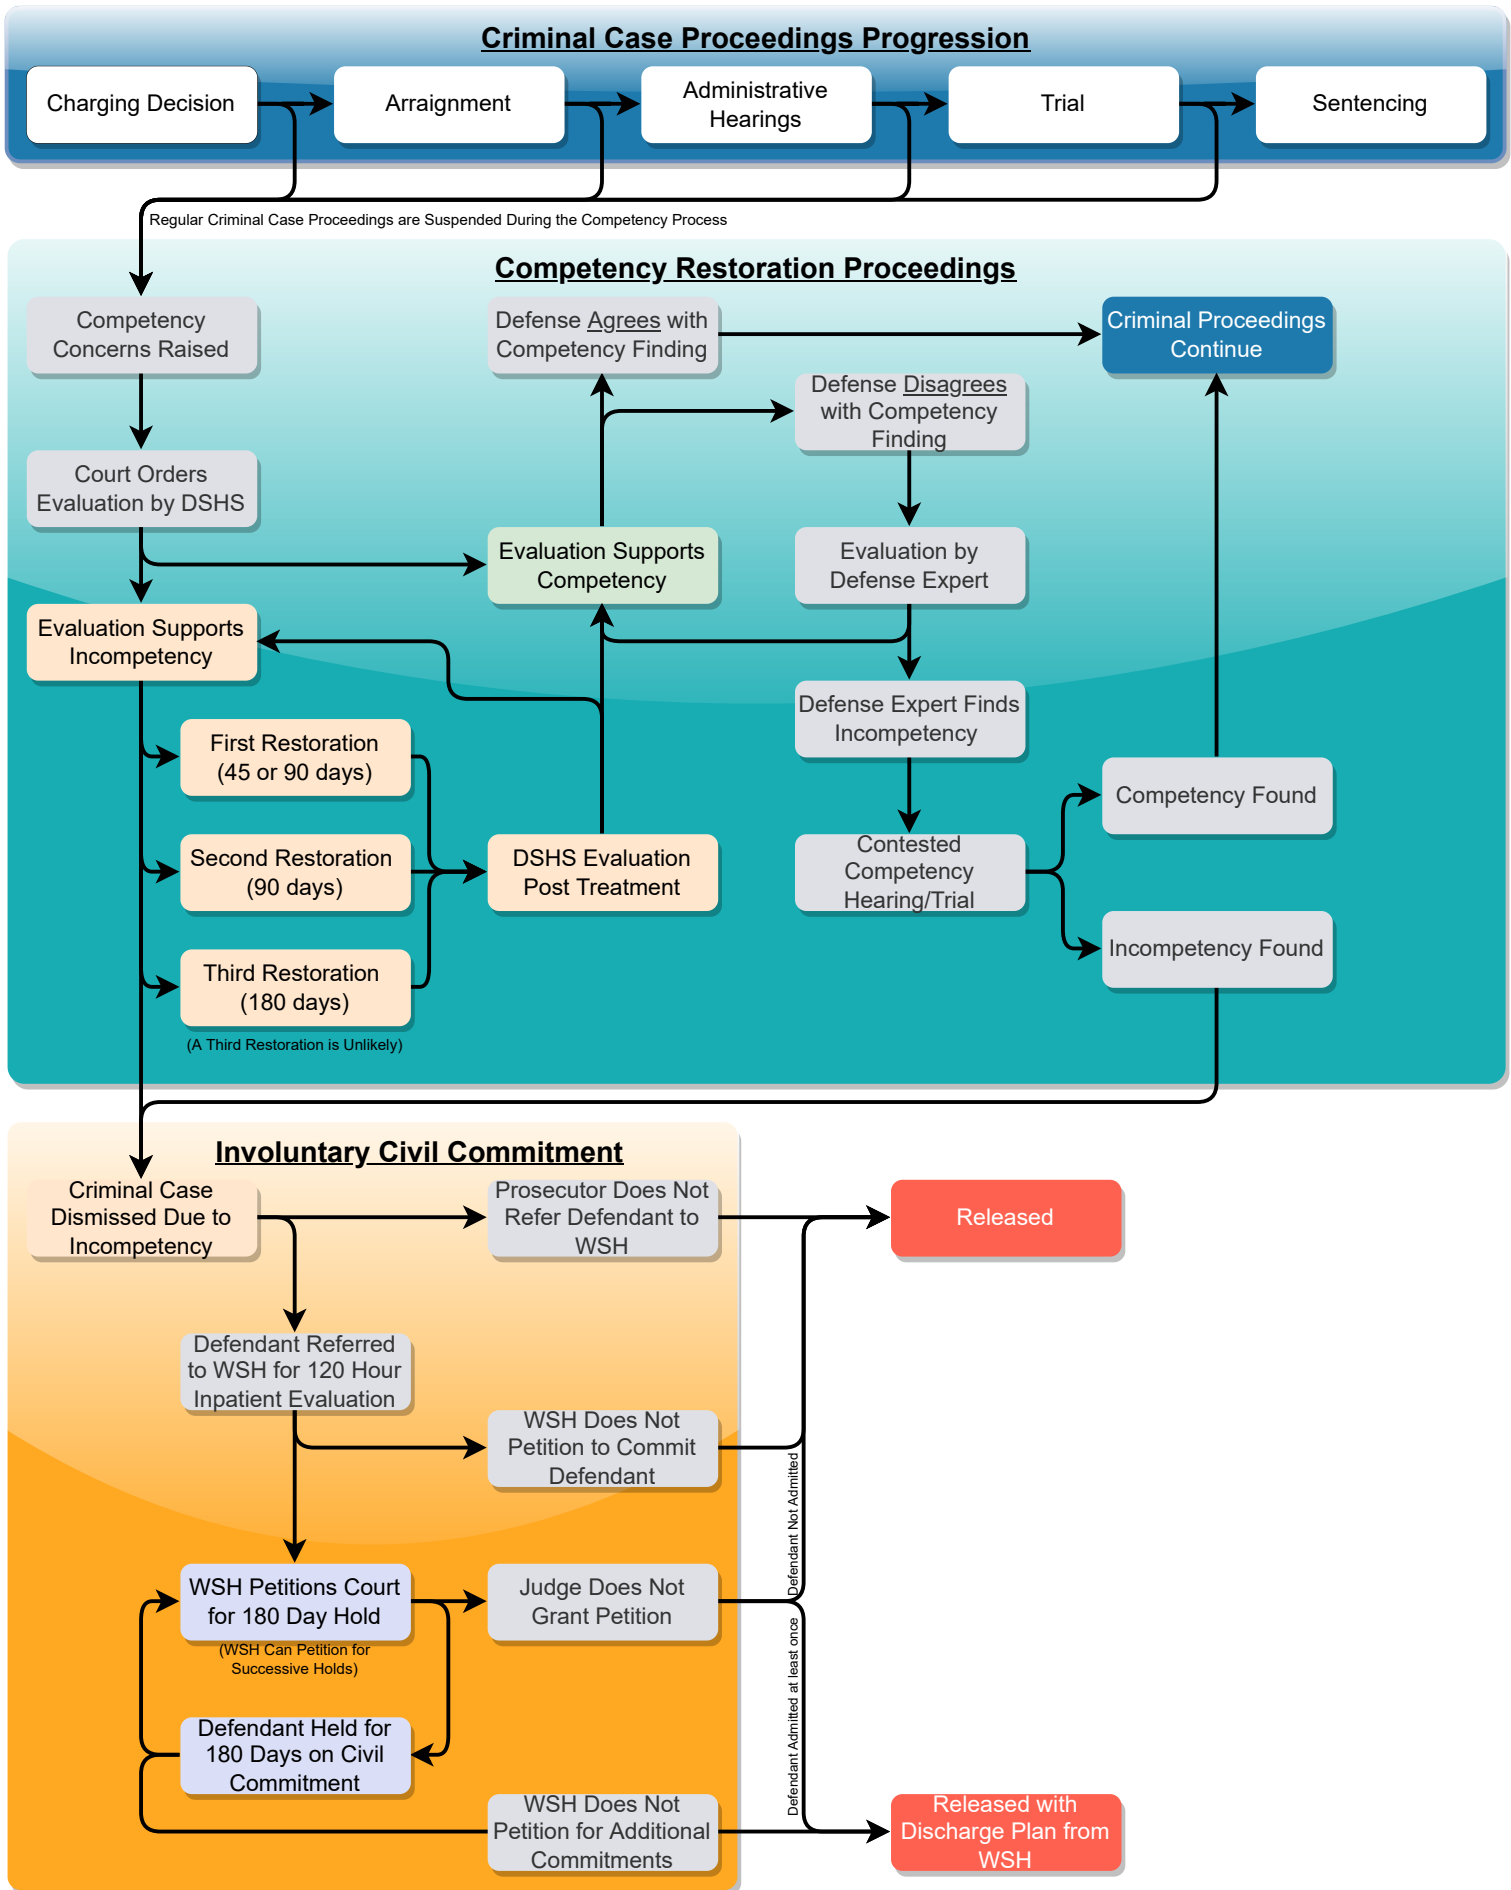 Criminal Case Proceedings Progression
Charging Decision
Arraignment
Administrative
Hearings
Trial
Sentencing
Regular Criminal Case Proceedings are Suspended During the Competency Process
Competency Restoration Proceedings
Competency
Concerns Raised
Defense Agrees with
Competency Finding
Criminal Proceedings
Continue
Defense Disagrees
with Competency
Finding
Court Orders
Evaluation by DSHS
Evaluation Supports
Competency
Evaluation by
Defense Expert
Evaluation Supports
Incompetency
Defense Expert Finds
Incompetency
First Restoration
(45 or 90 days)
Competency Found
Second Restoration
(90 days)
DSHS Evaluation
Post Treatment
Contested
Competency
Hearing/Trial
Incompetency Found
Third Restoration
(180 days)
(A Third Restoration is Unlikely)
Involuntary Civil Commitment
Criminal Case
Dismissed Due to
Incompetency
Prosecutor Does Not
Refer Defendant to
WSH
Released
Defendant Referred
to WSH for 120 Hour
Inpatient Evaluation
WSH Does Not
Petition to Commit
Defendant
Defendant Not Admitted
WSH Petitions Court
for 180 Day Hold
(WSH Can Petition for
Successive Holds)
Judge Does Not
Grant Petition
Defendant Admitted at least once
Defendant Held for
180 Days on Civil
Commitment
WSH Does Not
Petition for Additional
Commitments
Released with
Discharge Plan from
WSH